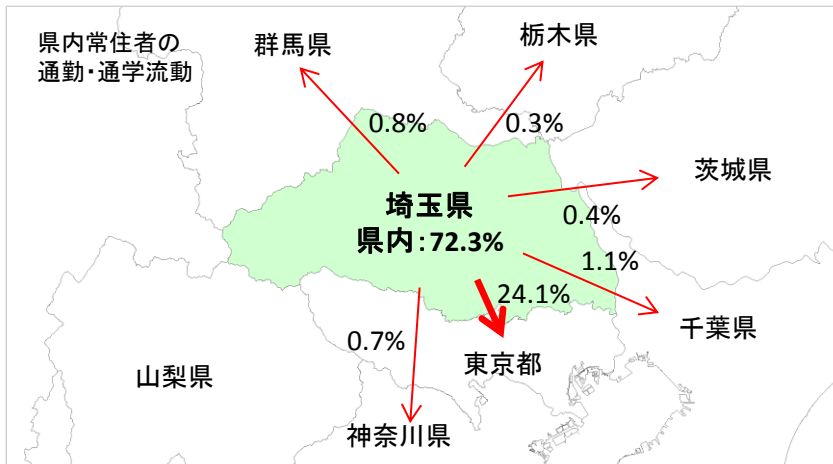 県内常住者の
通勤・通学流動
群馬県
栃木県
0.8%
0.3%
茨城県
埼玉県
県内：72.3%
0.4%
1.1%
24.1%
千葉県
0.7%
東京都
山梨県
神奈川県